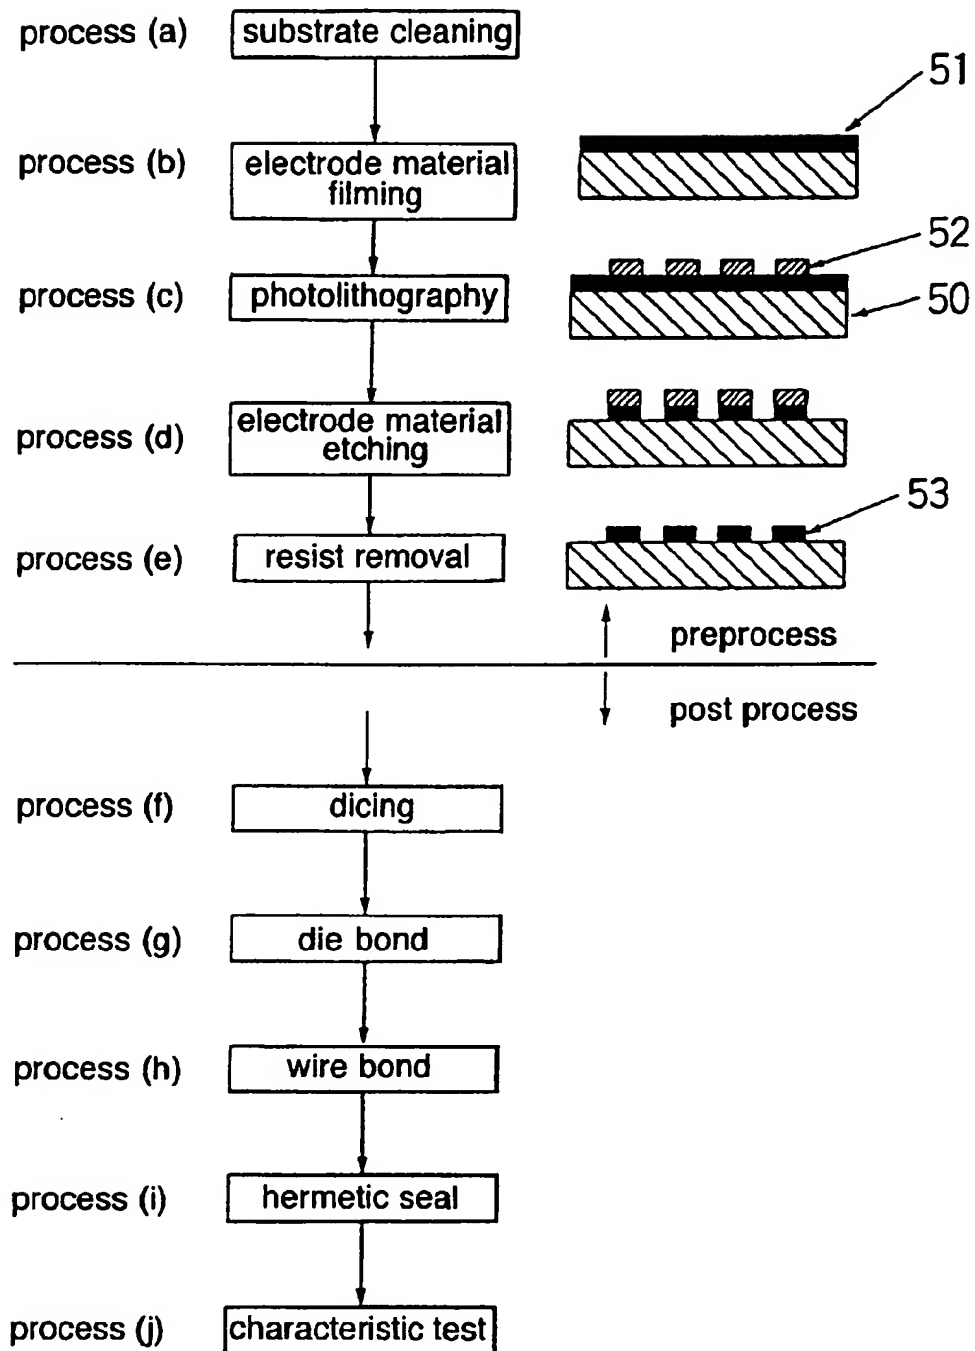 process (a)
substrate cleaning
51
process (b)
electrode material
filming
52
process (c)
photolithography
50
process (d)
electrode material
etching
53
process (e)
resist removal
preprocess
post process
process (f)
dicing
process (g)
die bond
process (h)
wire bond
process (i)
hermetic seal
process (j)
characteristic test